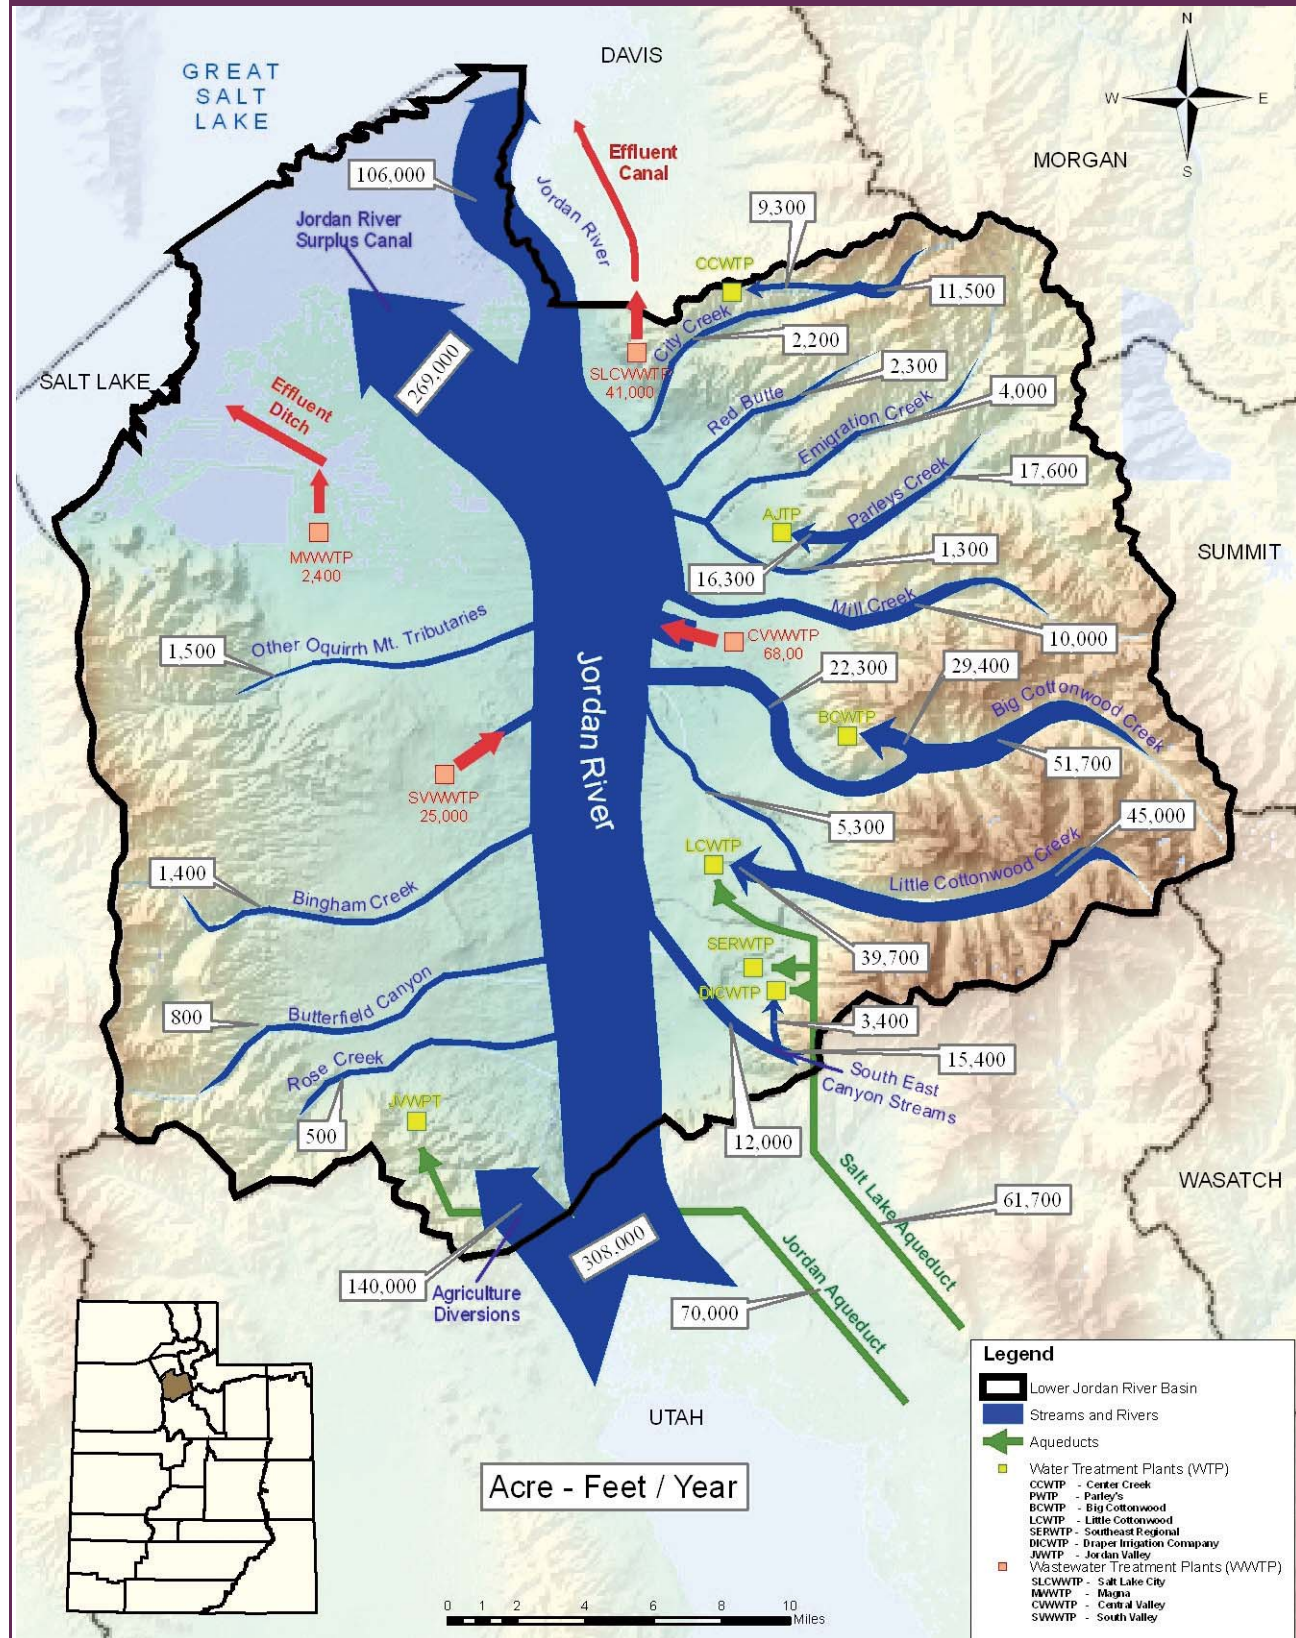 DAVIS
N
GREAT
SALT
LAKE
W
E
S
Effluent
Canal
MORGAN
106,000
Jordan River
9,300
Jordan River
Surplus Canal
CCWTP
11,500
City Creek
2,200
SALT LAKE
269,000
SLCWWTP
41,000
2,300
Effluent
Ditch
Red Butte
4,000
Emigration Creek
17,600
Parleys Creek
AJTP
MWWTP
2,400
1,300
SUMMIT
16,300
Mill Creek
Other Oquirrh Mt. Tributaries
10,000
1,500
CVWWTP
68,00
22,300
29,400
Jordan River
Big Cottonwood Creek
BCWTP
51,700
SVWWTP
25,000
5,300
45,000
LCWTP
1,400
Little Cottonwood Creek
Bingham Creek
39,700
SERWTP
DICWTP
Butterfield Canyon
800
3,400
15,400
Rose Creek
South East
Canyon Streams
JVWPT
500
12,000
Salt Lake Aqueduct
WASATCH
61,700
308,000
Jordan Aqueduct
140,000
Agriculture
Diversions
70,000
UTAH
Acre - Feet / Year
Legend
Lower Jordan River Basin
Streams and Rivers
Aqueducts
Water Treatment Plants (WTP)
CCWTP - Center Creek
PWTP - Parley's
BCWTP - Big Cottonwood
LCWTP - Little Cottonwood
SERWTP - Southeast Regional
DICWTP - Draper Irrigation Comapany
JVWTP - Jordan Valley
Wastewater Treatment Plants (WWTP)
SLCWWTP - Salt Lake City
MWWTP - Magna
CVWWTP - Central Valley
SVWWTP - South Valley
0 1 2 4 6 8 10
Miles